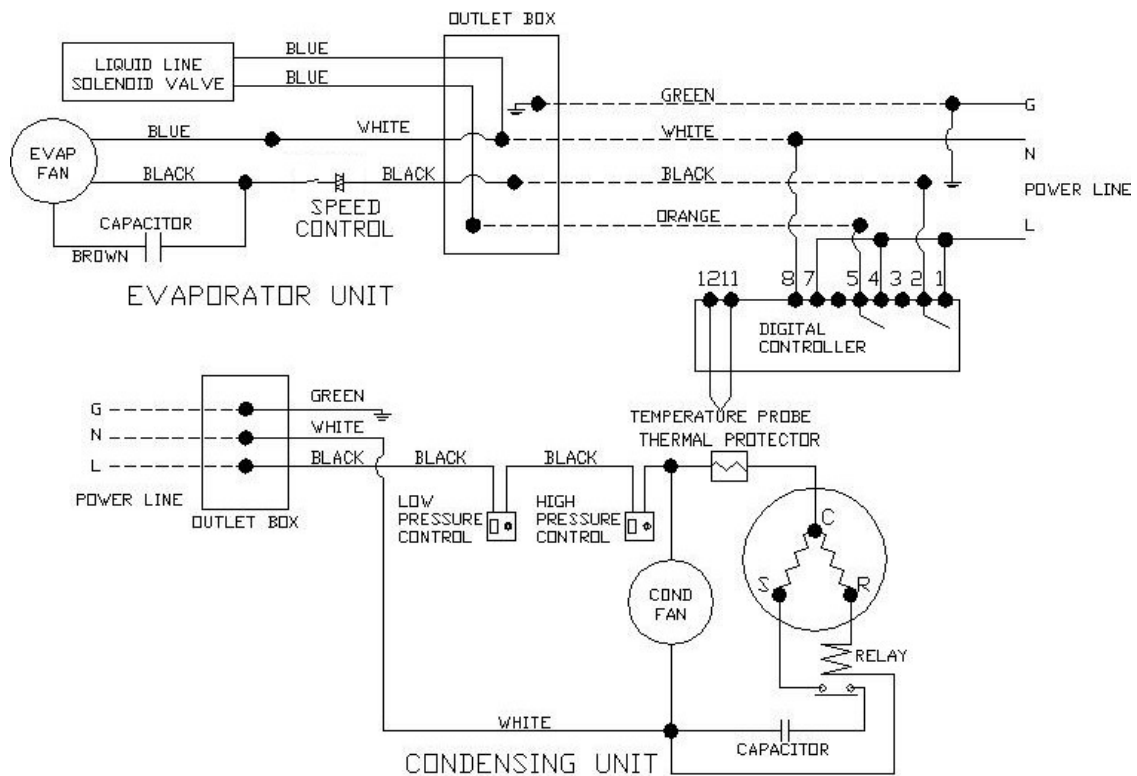 OUTLET BOX
LIQUID LINE
SOLENOID VALVE
BLUE
BLUE
GREEN
G
EVAP
FAN
BLUE
WHITE
WHITE
N
BLACK
BLACK
BLACK
POWER LINE
SPEED
CONTROL
CAPACITOR
BROWN
ORANGE
L
EVAPORATOR UNIT
12 11 8 7 5 4 3 2 1
DIGITAL
CONTROLLER
TEMPERATURE PROBE
G
GREEN
N
WHITE
L
BLACK
BLACK
BLACK
THERMAL PROTECTOR
POWER LINE
OUTLET BOX
LOW
PRESSURE
CONTROL
HIGH
PRESSURE
CONTROL
C
S
R
COND
FAN
RELAY
WHITE
CAPACITOR
CONDENSING UNIT